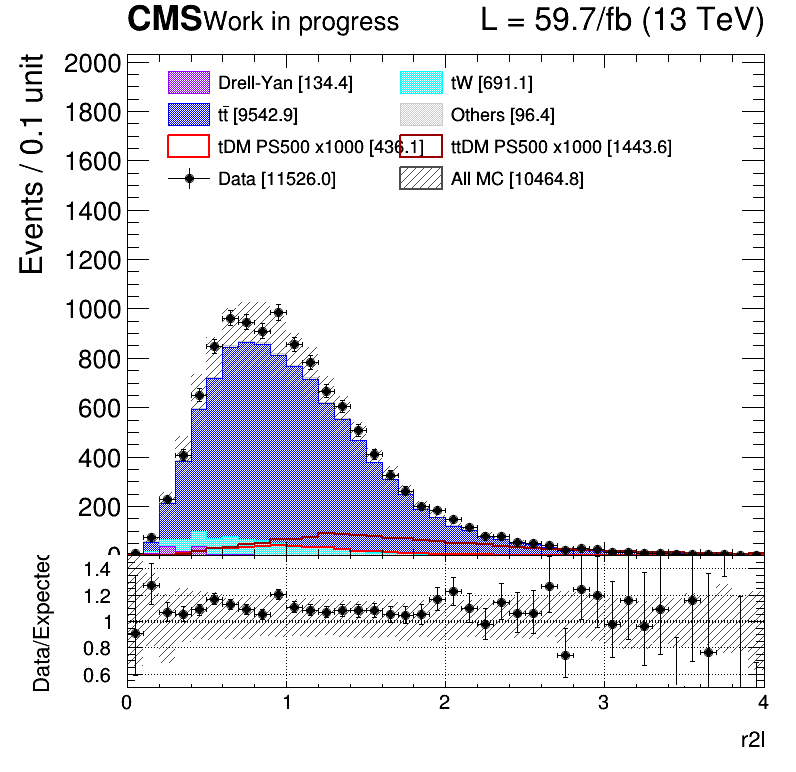 CMS Work in progress L = 59.7/fb (13 TeV)
Events / 0.1 unit
2000
1800
1600
1400
1200
1000
800
600
400
200
0
Drell-Yan [134.4] tW [691.1]
tt̄ [9542.9] Others [96.4]
tDM PS500 x1000 [436.1] ttDM PS500 x1000 [1443.6]
Data [11526.0] All MC [10464.8]
Data/Expected
1.4
1.2
1
0.8
0.6
0 1 2 3 4
r2l